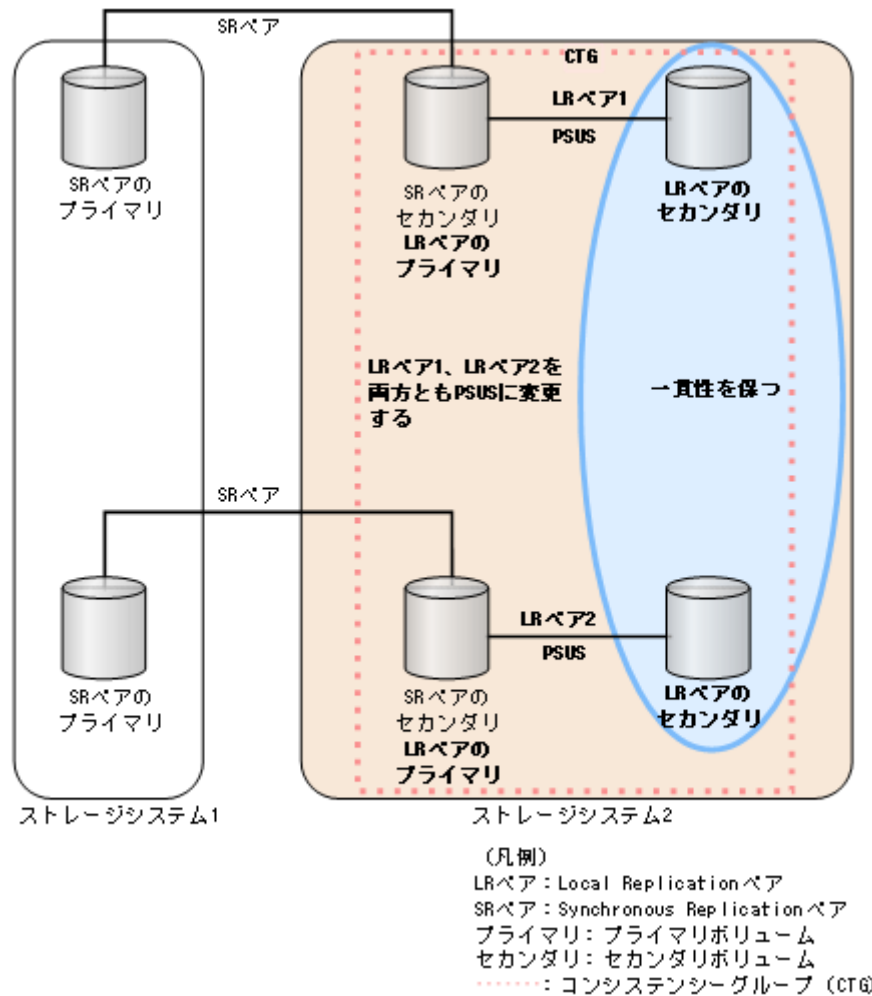 SRペア
CTG
LRペア1
PSUS
SRペアの
プライマリ
SRペアの
セカンダリ
LRペアの
プライマリ
LRペアの
セカンダリ
LRペア1、LRペア2を
両方ともPSUSに変更
する
一貫性を保つ
SRペア
LRペア2
PSUS
SRペアの
プライマリ
SRペアの
セカンダリ
LRペアの
プライマリ
LRペアの
セカンダリ
ストレージシステム1
ストレージシステム2
（凡例）
LRペア：Local Replicationペア
SRペア：Synchronous Replicationペア
プライマリ：プライマリボリューム
セカンダリ：セカンダリボリューム
：コンシステンシーグループ（CTG）